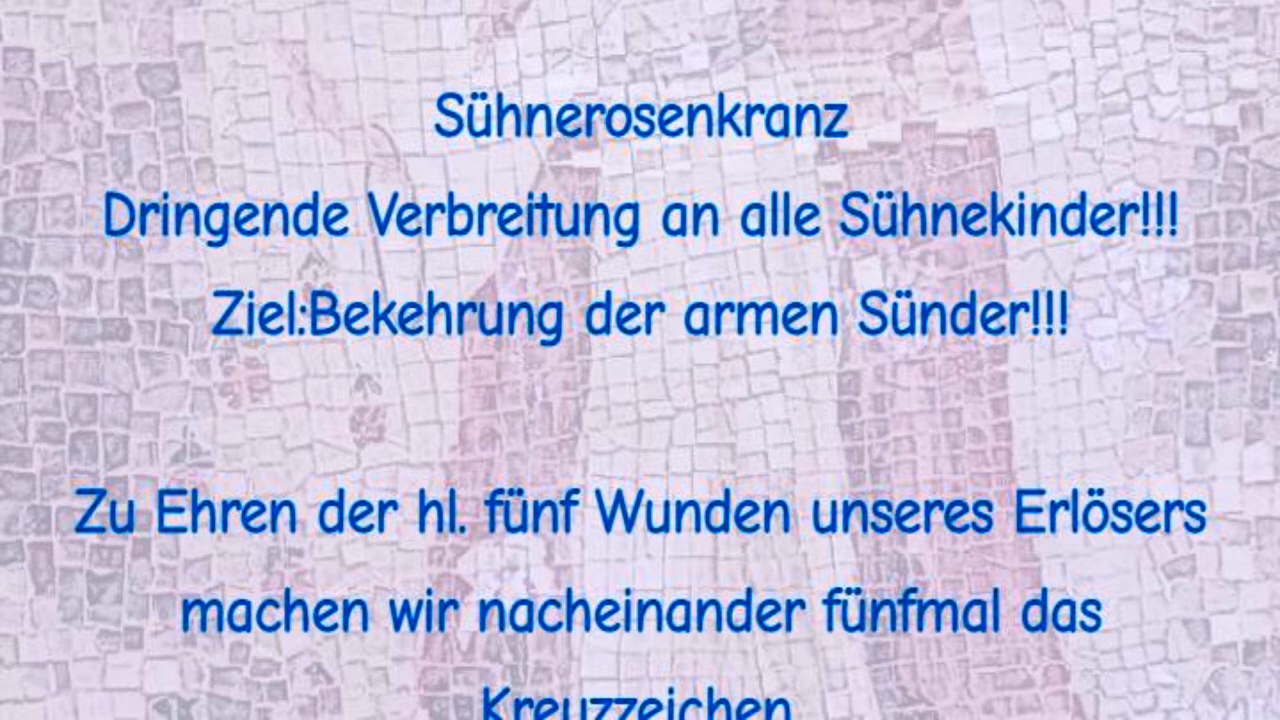 Sühnerosenkranz
Dringende Verbreitung an alle Sühnekinder!!!
Ziel:Bekehrung der armen Sünder!!!
Zu Ehren der hl. fünf Wunden unseres Erlösers
machen wir nacheinander fünfmal das
Kreuzzeichen